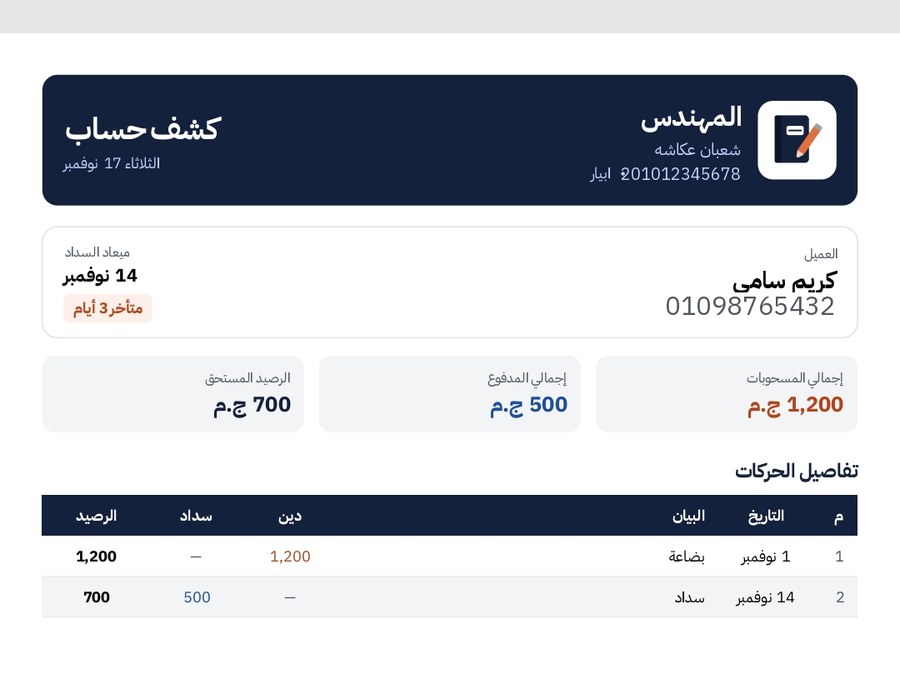 المهندس
شعبان عكاشه
201012345678 • ابيار
كشف حساب
الثلاثاء 17 نوفمبر
العميل
كريم سامي
01098765432
ميعاد السداد
14 نوفمبر
متأخر 3 أيام
إجمالي المسحوبات
1,200 ج.م
إجمالي المدفوع
500 ج.م
الرصيد المستحق
700 ج.م
تفاصيل الحركات
م التاريخ البيان دين سداد الرصيد
1 1 نوفمبر بضاعة 1,200 — 1,200
2 14 نوفمبر سداد — 500 700